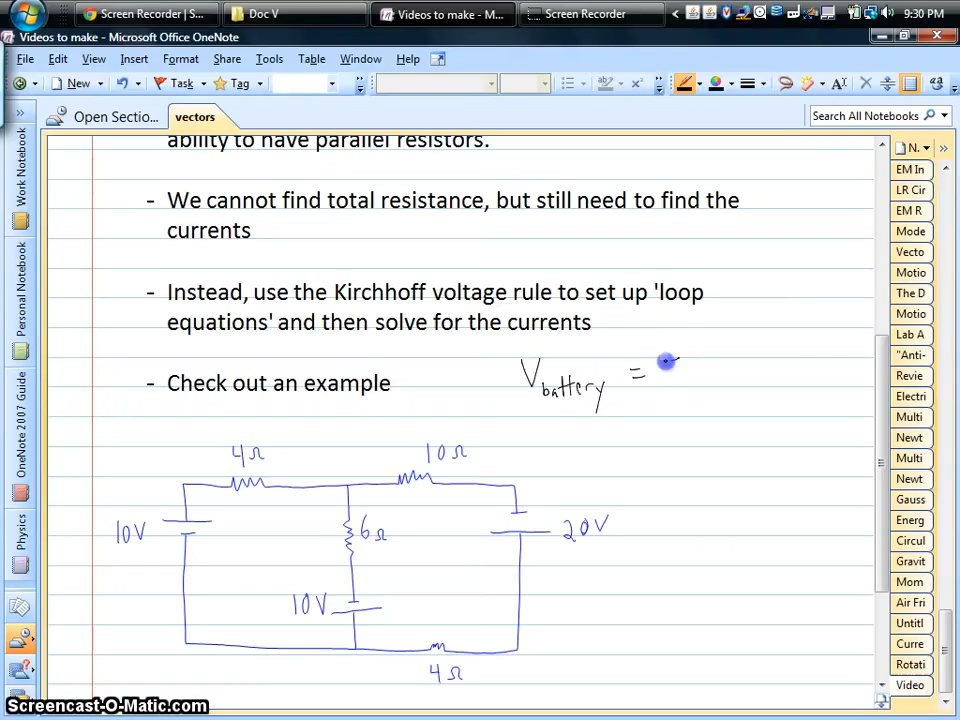 Screen Recorder | S...
Doc V
Videos to make - M...
Screen Recorder
9:30 PM
Videos to make - Microsoft Office OneNote
File Edit View Insert Format Share Tools Table Window Help
New Task Tag
Open Sectio... vectors
Search All Notebooks
ability to have parallel resistors.
- We cannot find total resistance, but still need to find the
currents
- Instead, use the Kirchhoff voltage rule to set up 'loop
equations' and then solve for the currents
- Check out an example
V battery =
4Ω
10Ω
10V
6Ω
20V
10V
4Ω
Work Notebook
Personal Notebook
OneNote 2007 Guide
Physics
N.
EM In
LR Cir
EM R
Mode
Vecto
Motio
The D
Motio
Lab A
"Anti-
Revie
Electri
Multi
Newt
Multi
Newt
Gauss
Energ
Circul
Gravit
Mom
Air Fri
Untitl
Curre
Rotati
Video
Screencast-O-Matic.com